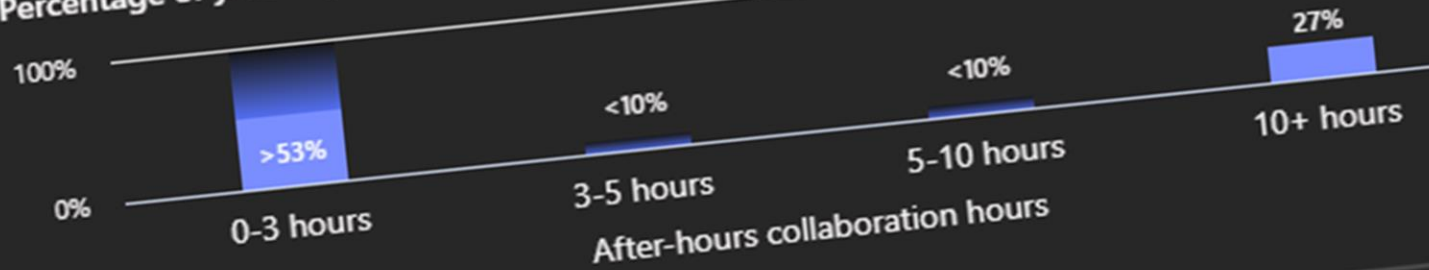 Percentage
100%
>53%
<10%
<10%
27%
0%
0-3 hours
3-5 hours
5-10 hours
10+ hours
After-hours collaboration hours